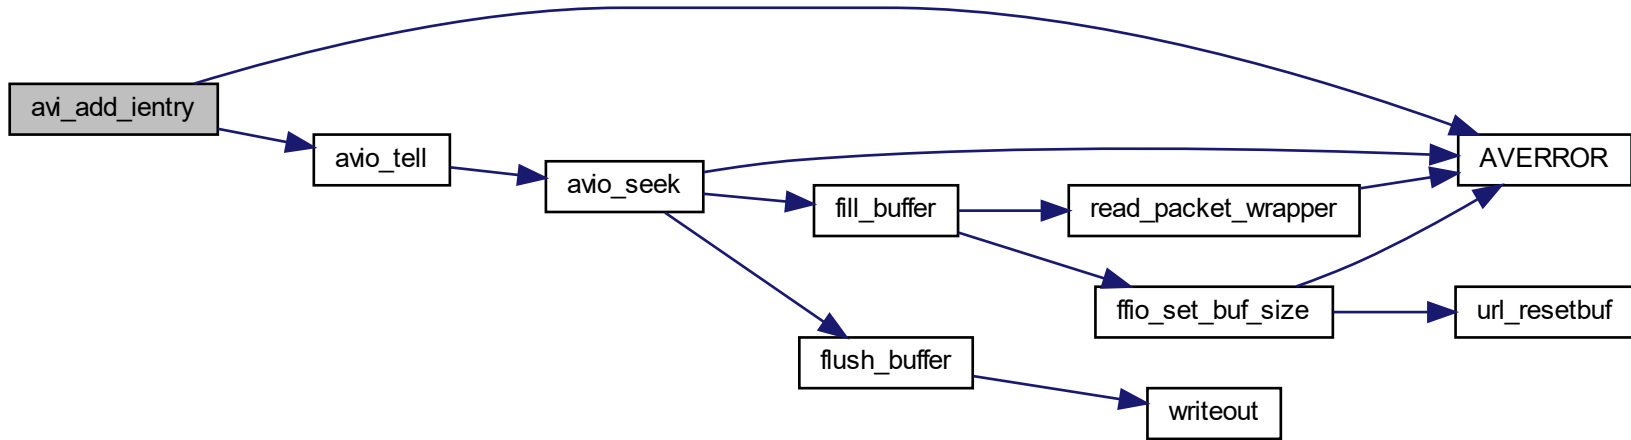 avi_add_ientry
avio_tell
avio_seek
AVERROR
fill_buffer
read_packet_wrapper
ffio_set_buf_size
url_resetbuf
flush_buffer
writeout